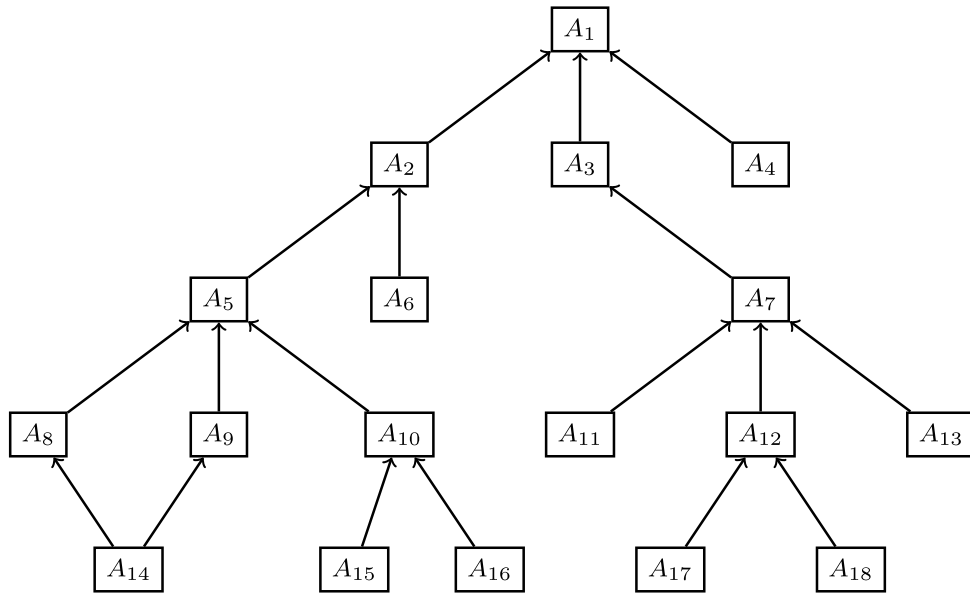 A₁
A₂ A₃ A₄
A₅ A₆ A₇
A₈ A₉ A₁₀ A₁₁ A₁₂ A₁₃
A₁₄ A₁₅ A₁₆ A₁₇ A₁₈